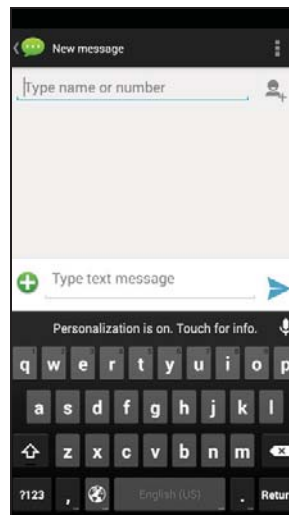 New message
Type name or number
Type text message
Personalization is on. Touch for info.
q w e r t y u i o p
a s d f g h j k l
z x c v b n m
?123 , English (US) . Retur